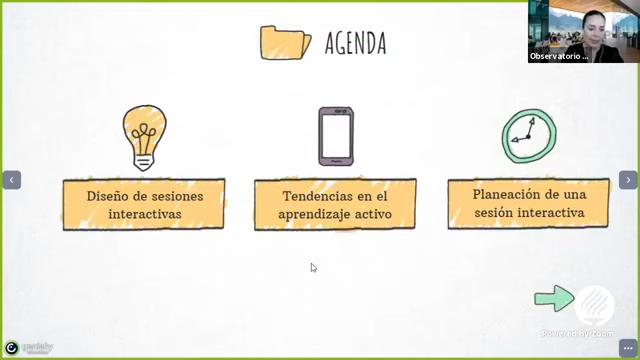 AGENDA
Observatorio ...
Diseño de sesiones
interactivas
Tendencias en el
aprendizaje activo
Planeación de una
sesión interactiva
Powered by Zoom
genially